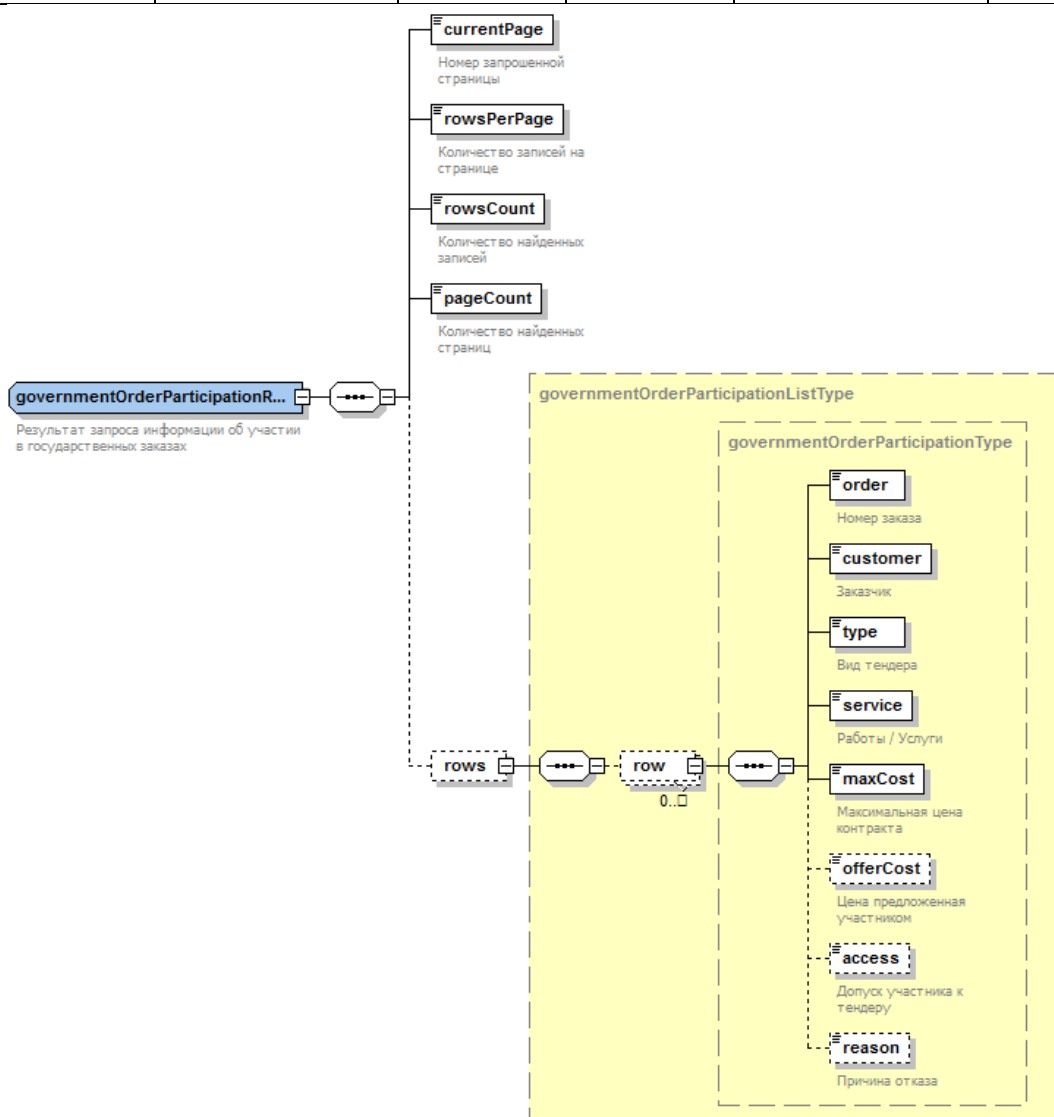 currentPage
Номер запрошенной
страницы
rowsPerPage
Количество записей на
странице
rowsCount
Количество найденных
записей
pageCount
Количество найденных
страниц
governmentOrderParticipationR...
Результат запроса информации об участии
в государственных заказах
governmentOrderParticipationListType
governmentOrderParticipationType
order
Номер заказа
customer
Заказчик
type
Вид тендера
service
Работы / Услуги
rows
row
0..□
maxCost
Максимальная цена
контракта
offerCost
Цена предложенная
участником
access
Допуск участника к
тендеру
reason
Причина отказа